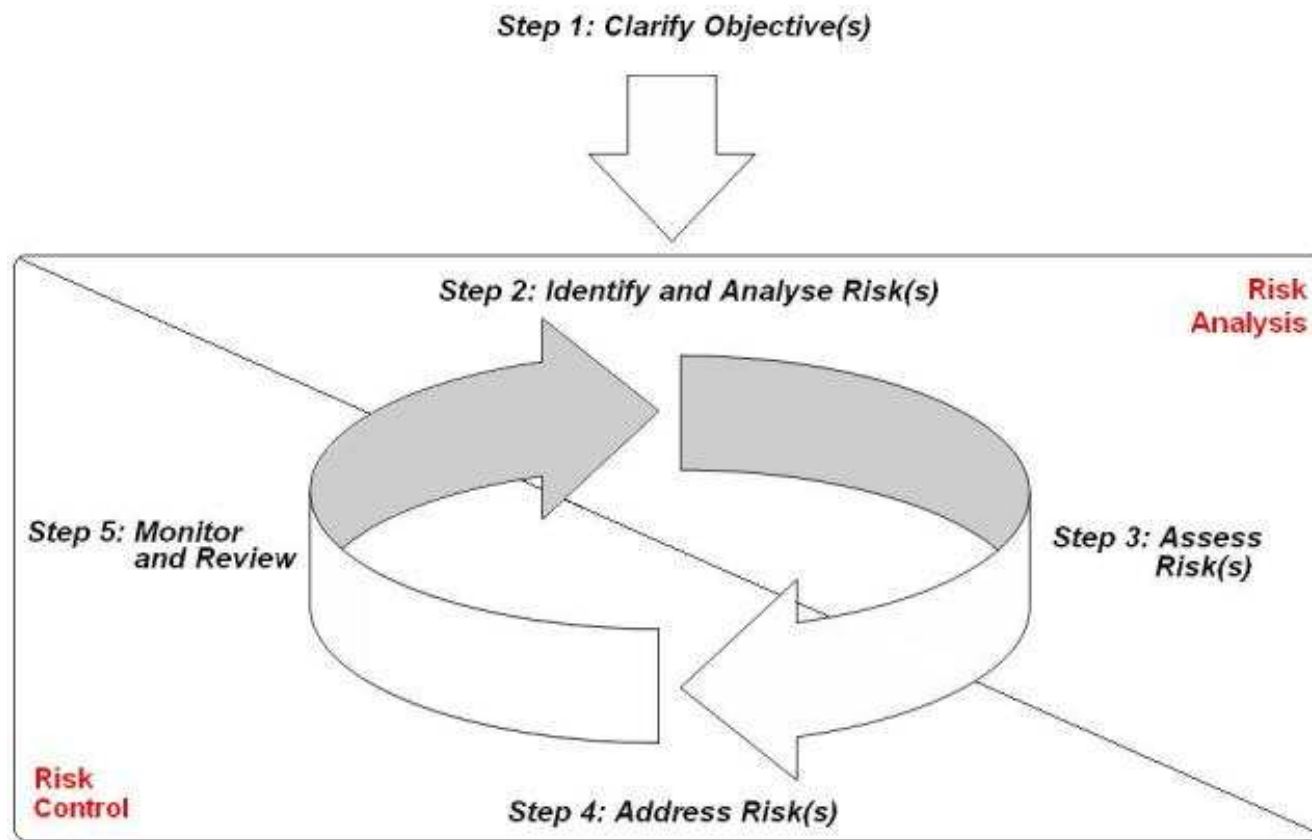 Step 1: Clarify Objective(s)
Step 2: Identify and Analyse Risk(s)
Risk
Analysis
Step 5: Monitor
and Review
Step 3: Assess
Risk(s)
Risk
Control
Step 4: Address Risk(s)